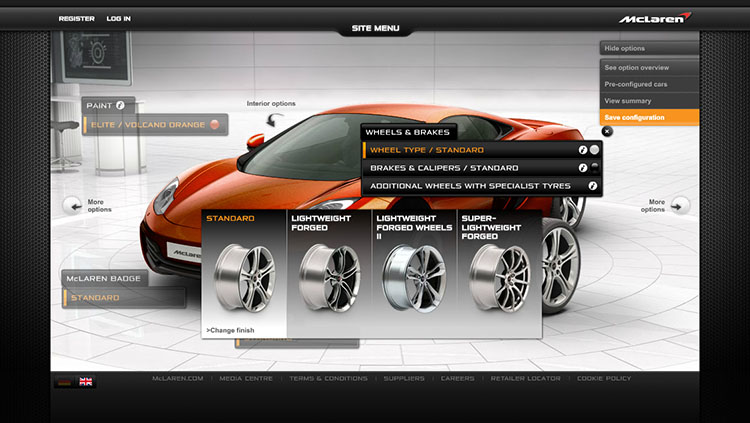 REGISTER LOG IN
SITE MENU
McLaren
Hide options
See option overview
Pre-configured cars
View summary
Save configuration
PAINT
ELITE / VOLCANO ORANGE
Interior options
WHEELS & BRAKES
WHEEL TYPE / STANDARD
BRAKES & CALIPERS / STANDARD
ADDITIONAL WHEELS WITH SPECIALIST TYRES
More
options
More
options
STANDARD
LIGHTWEIGHT
FORGED
LIGHTWEIGHT
FORGED WHEELS
II
SUPER-
LIGHTWEIGHT
FORGED
McLaren
McLAREN BADGE
STANDARD
>Change finish
McLAREN.COM | MEDIA CENTRE | TERMS & CONDITIONS | SUPPLIERS | CAREERS | RETAILER LOCATOR | COOKIE POLICY